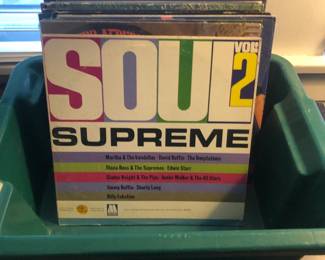 SOUL
VOL.
2
SUPREME
Martha & The Vandellas · David Ruffin · The Temptations
Diana Ross & The Supremes · Edwin Starr
Gladys Knight & The Pips · Junior Walker & The All Stars
Jimmy Ruffin · Shorty Long
Billy Eckstine
M